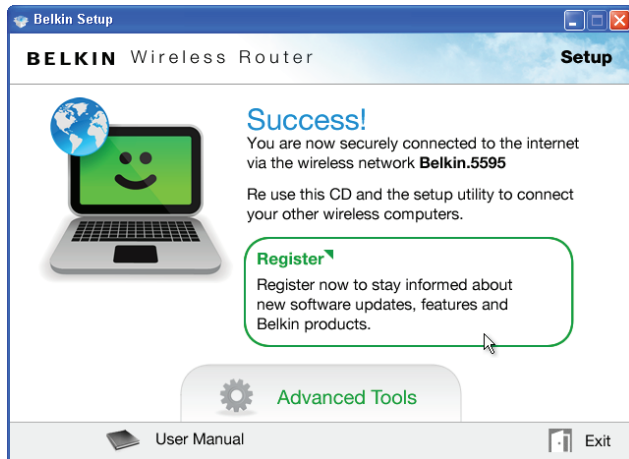 Belkin Setup
BELKIN Wireless Router
Setup
Success!
You are now securely connected to the internet
via the wireless network Belkin.5595
Re use this CD and the setup utility to connect
your other wireless computers.
Register
Register now to stay informed about
new software updates, features and
Belkin products.
Advanced Tools
User Manual
Exit